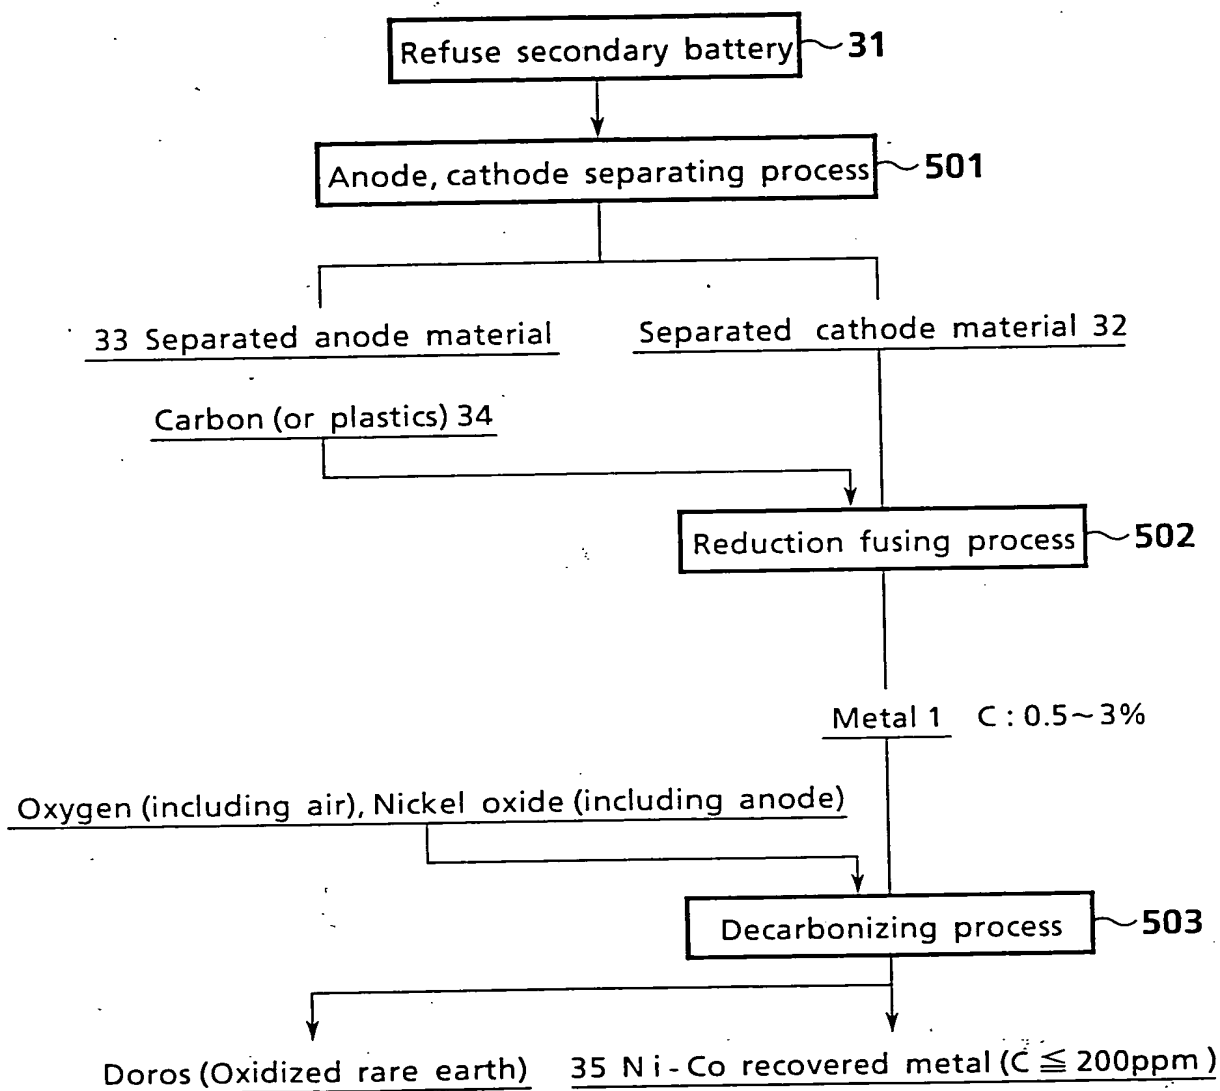 Refuse secondary battery 31
Anode, cathode separating process 501
33 Separated anode material
Separated cathode material 32
Carbon (or plastics) 34
Reduction fusing process 502
Metal 1 C : 0.5~3%
Oxygen (including air), Nickel oxide (including anode)
Decarbonizing process 503
Doros (Oxidized rare earth)
35 Ni-Co recovered metal (C ≦ 200ppm)